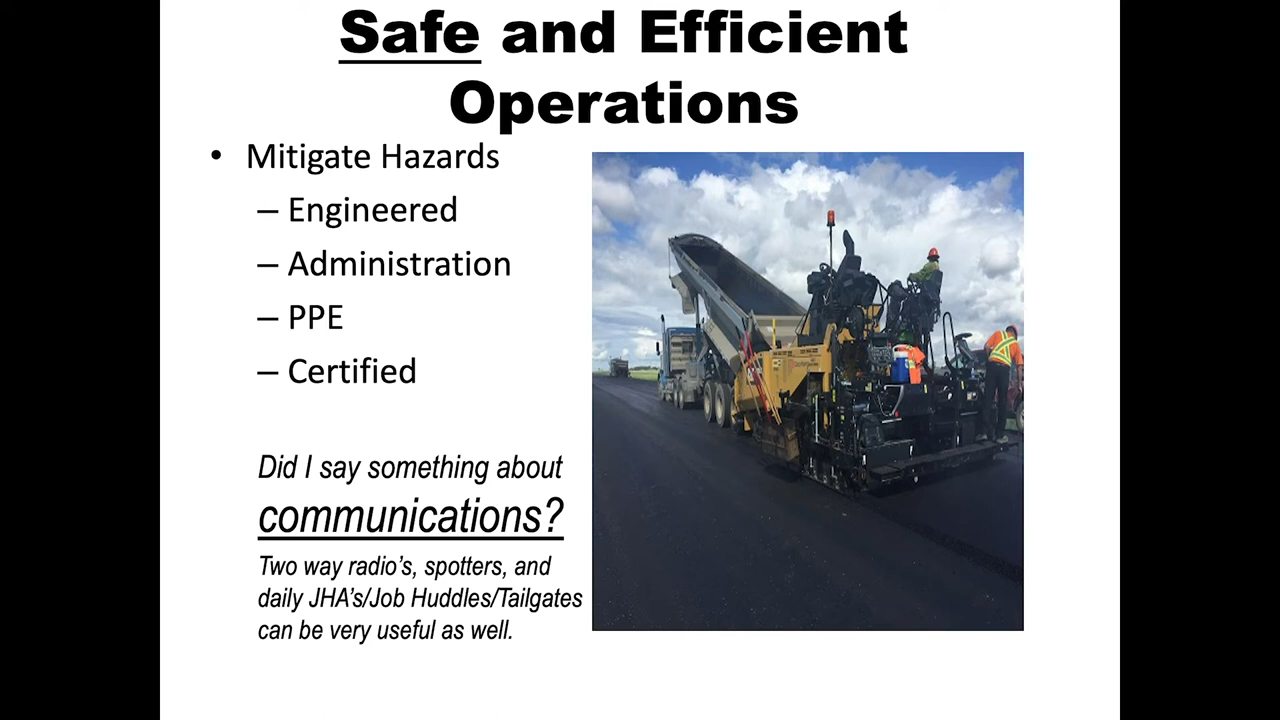 Safe and Efficient
Operations
• Mitigate Hazards
– Engineered
– Administration
– PPE
– Certified
Did I say something about
communications?
Two way radio's, spotters, and
daily JHA's/Job Huddles/Tailgates
can be very useful as well.